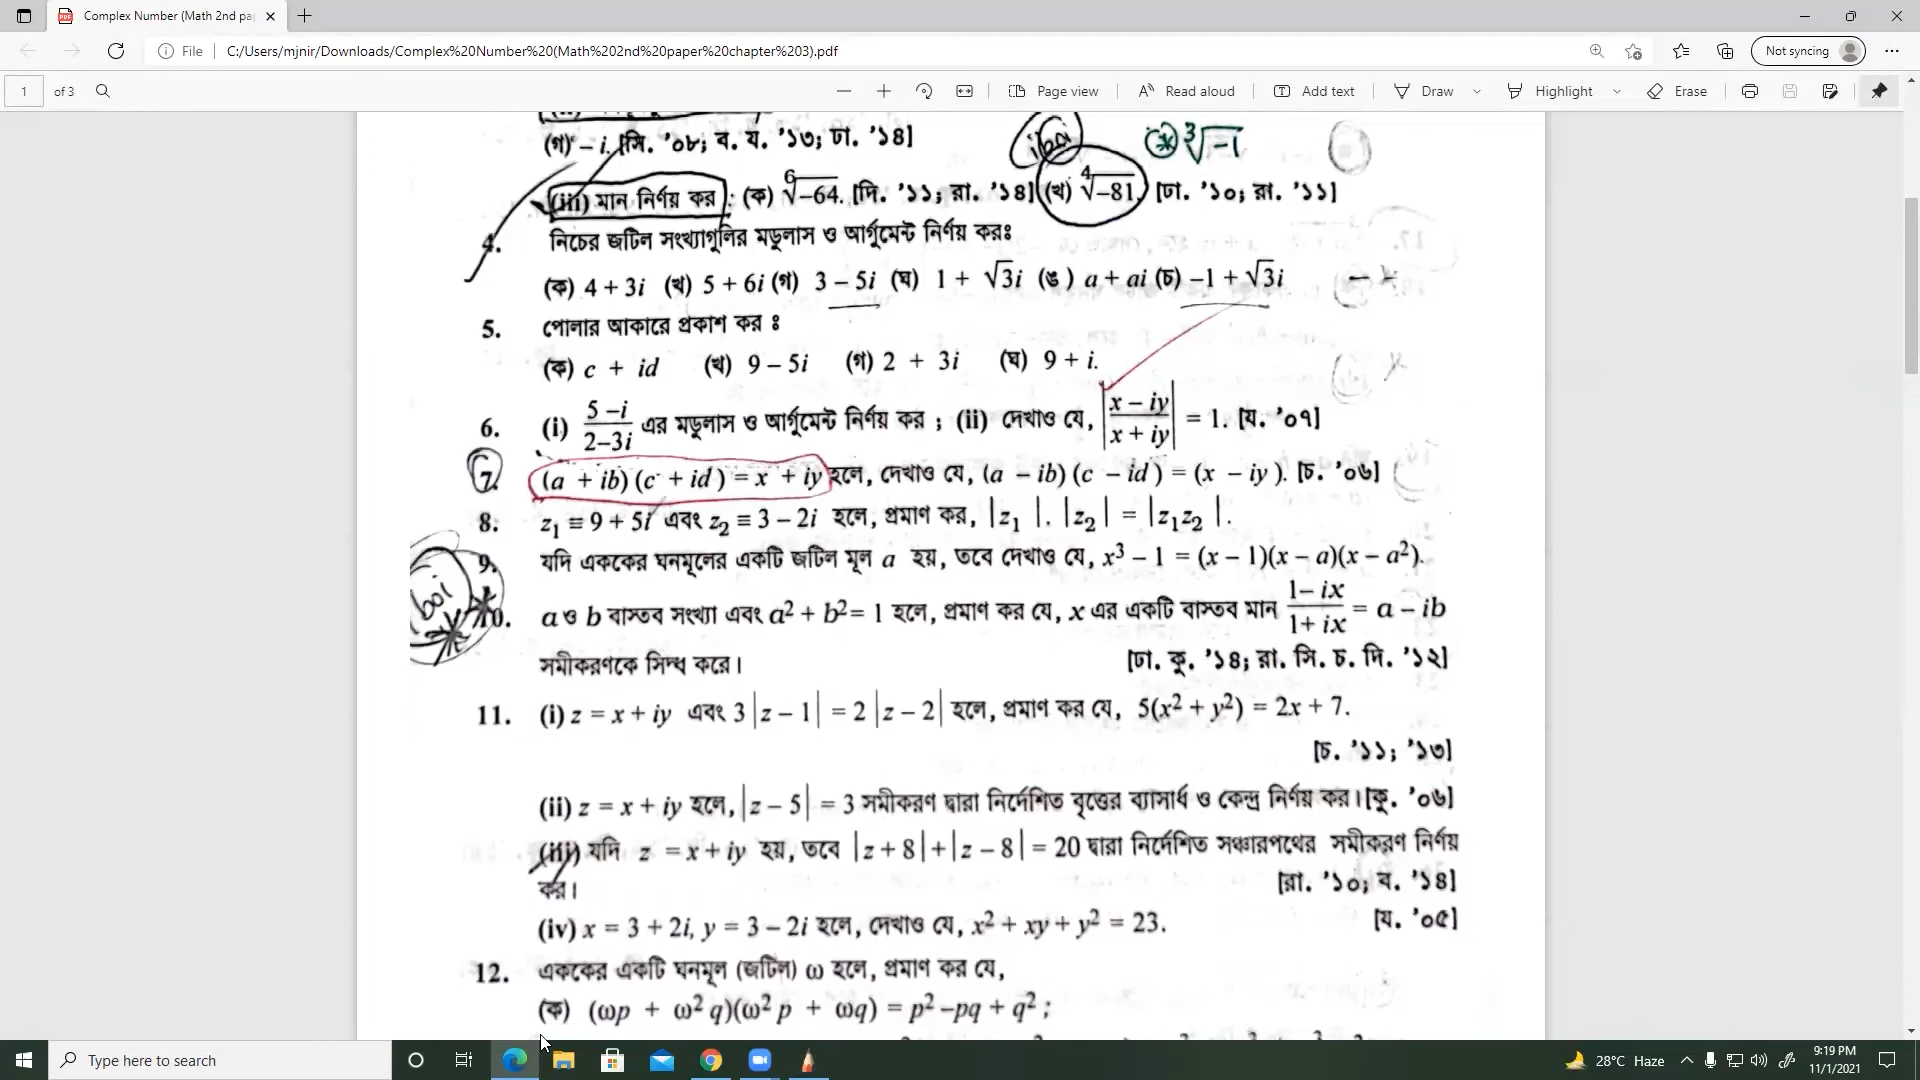 Complex Number (Math 2nd pa
File C:/Users/mjnir/Downloads/Complex%20Number%20(Math%202nd%20paper%20chapter%203).pdf
Not syncing
1 of 3
Page view Read aloud Add text Draw Highlight Erase
(গ) – i. [সি. '০৮; ব. য. '১৩; ঢা. '১৪]
∛–i
(iii) মান নির্ণয় কর : (ক) ⁶√–64. [দি. '১১; রা. '১৪] (খ) ⁴√–81. [ঢা. '১০; রা. '১১]
4. নিচের জটিল সংখ্যাগুলির মডুলাস ও আর্গুমেন্ট নির্ণয় করঃ
(ক) 4 + 3i (খ) 5 + 6i (গ) 3 – 5i (ঘ) 1 + √3i (ঙ) a + ai (চ) –1 + √3i
5. পোলার আকারে প্রকাশ কর ঃ
(ক) c + id (খ) 9 – 5i (গ) 2 + 3i (ঘ) 9 + i.
6. (i) 5 –i / 2–3i এর মডুলাস ও আর্গুমেন্ট নির্ণয় কর ; (ii) দেখাও যে, |x – iy / x + iy| = 1. [য. '০৭]
7. (a + ib) (c + id) = x + iy হলে, দেখাও যে, (a – ib) (c – id) = (x – iy). [চ. '০৬]
8. z₁ ≡ 9 + 5i এবং z₂ ≡ 3 – 2i হলে, প্রমাণ কর, |z₁|. |z₂| = |z₁z₂|.
9. যদি এককের ঘনমূলের একটি জটিল মূল a হয়, তবে দেখাও যে, x³ – 1 = (x – 1)(x – a)(x – a²).
boi
10. a ও b বাস্তব সংখ্যা এবং a² + b² = 1 হলে, প্রমাণ কর যে, x এর একটি বাস্তব মান 1– ix / 1+ ix = a – ib
সমীকরণকে সিদ্ধ করে। [ঢা. কু. '১৪; রা. সি. চ. দি. '১২]
11. (i) z = x + iy এবং 3|z – 1| = 2|z – 2| হলে, প্রমাণ কর যে, 5(x² + y²) = 2x + 7.
[চ. '১১; '১৩]
(ii) z = x + iy হলে, |z – 5| = 3 সমীকরণ দ্বারা নির্দেশিত বৃত্তের ব্যাসার্ধ ও কেন্দ্র নির্ণয় কর। [কু. '০৬]
(iii) যদি z = x + iy হয়, তবে |z + 8| + |z – 8| = 20 দ্বারা নির্দেশিত সঞ্চারপথের সমীকরণ নির্ণয়
কর। [রা. '১০; ব. '১৪]
(iv) x = 3 + 2i, y = 3 – 2i হলে, দেখাও যে, x² + xy + y² = 23. [য. '০৫]
12. এককের একটি ঘনমূল (জটিল) ω হলে, প্রমাণ কর যে,
(ক) (ωp + ω²q)(ω²p + ωq) = p² –pq + q² ;
Type here to search
28°C Haze
9:19 PM
11/1/2021